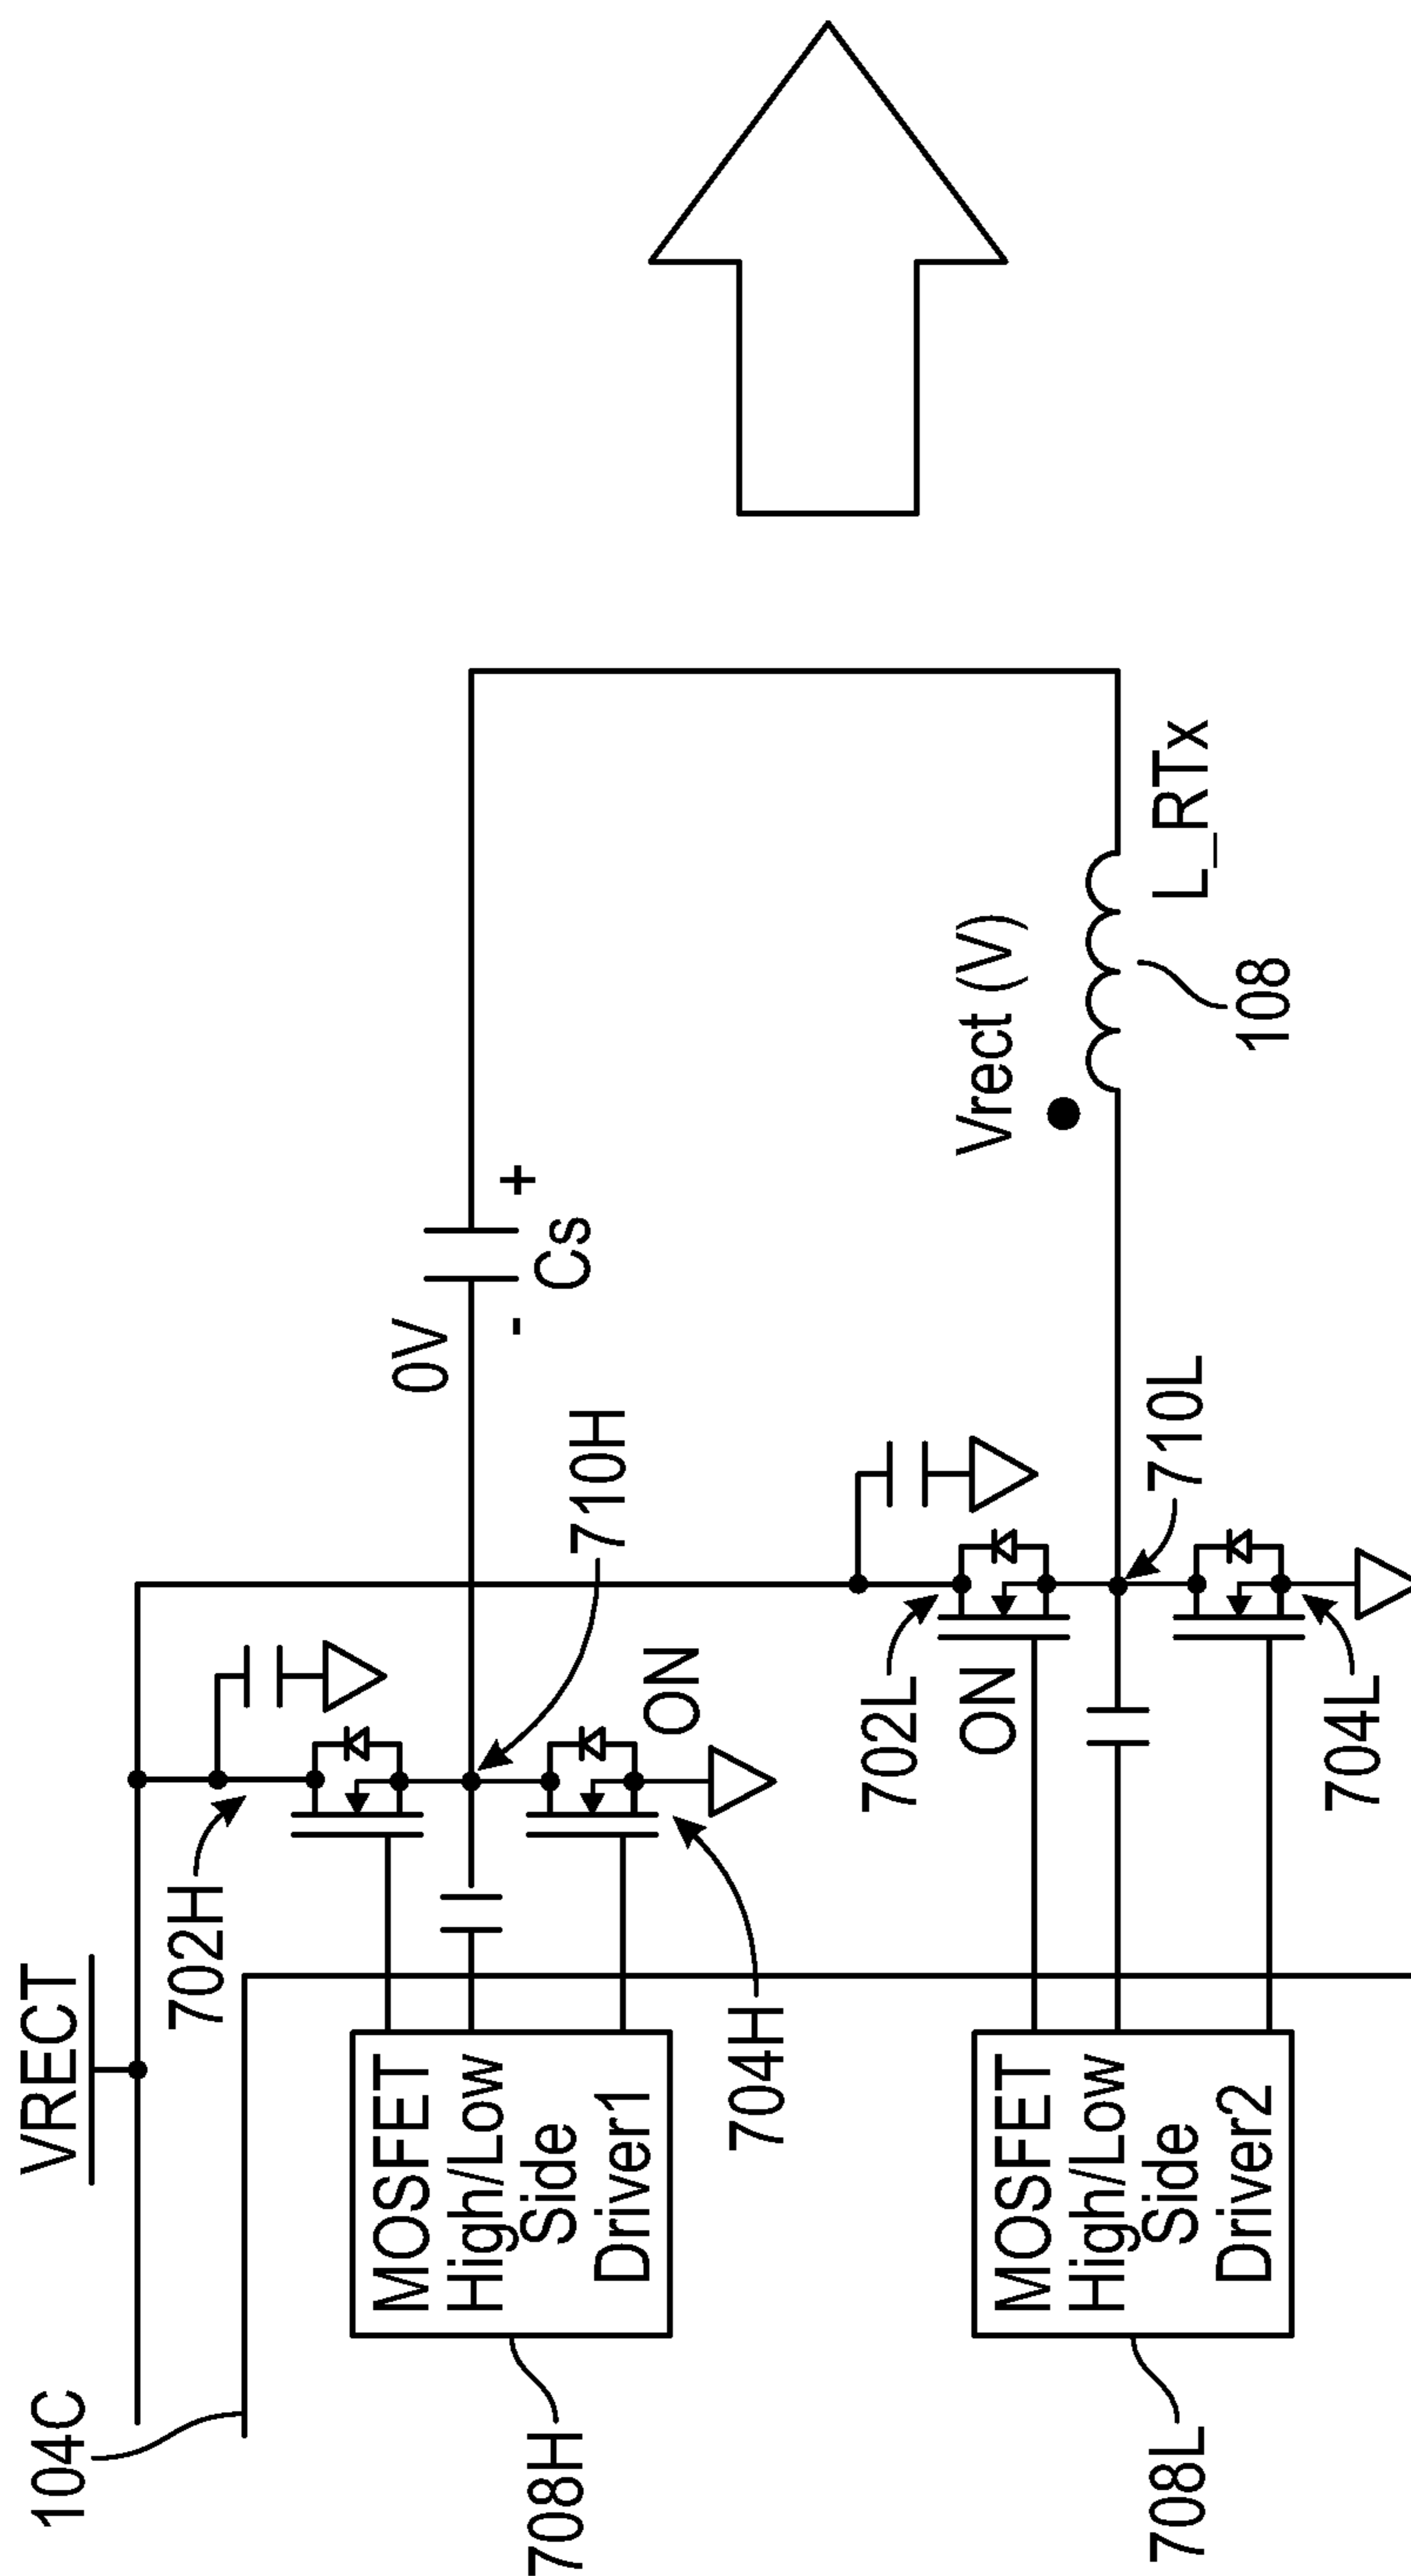 104C
VRECT
702H
708H
MOSFET
High/Low
Side
Driver1
704H
ON
710H
0V
-
+
Cs
702L
ON
708L
MOSFET
High/Low
Side
Driver2
704L
710L
Vrect (V)
L_RTx
108